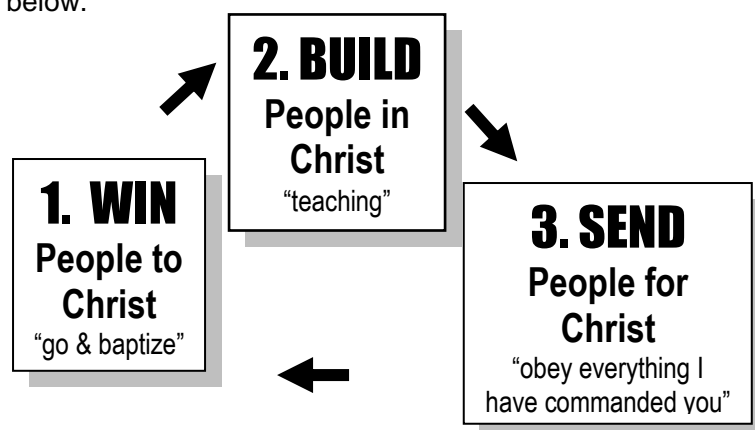 below.
2. BUILD
People in
Christ
“teaching”
1. WIN
People to
Christ
“go & baptize”
3. SEND
People for
Christ
“obey everything I
have commanded you”